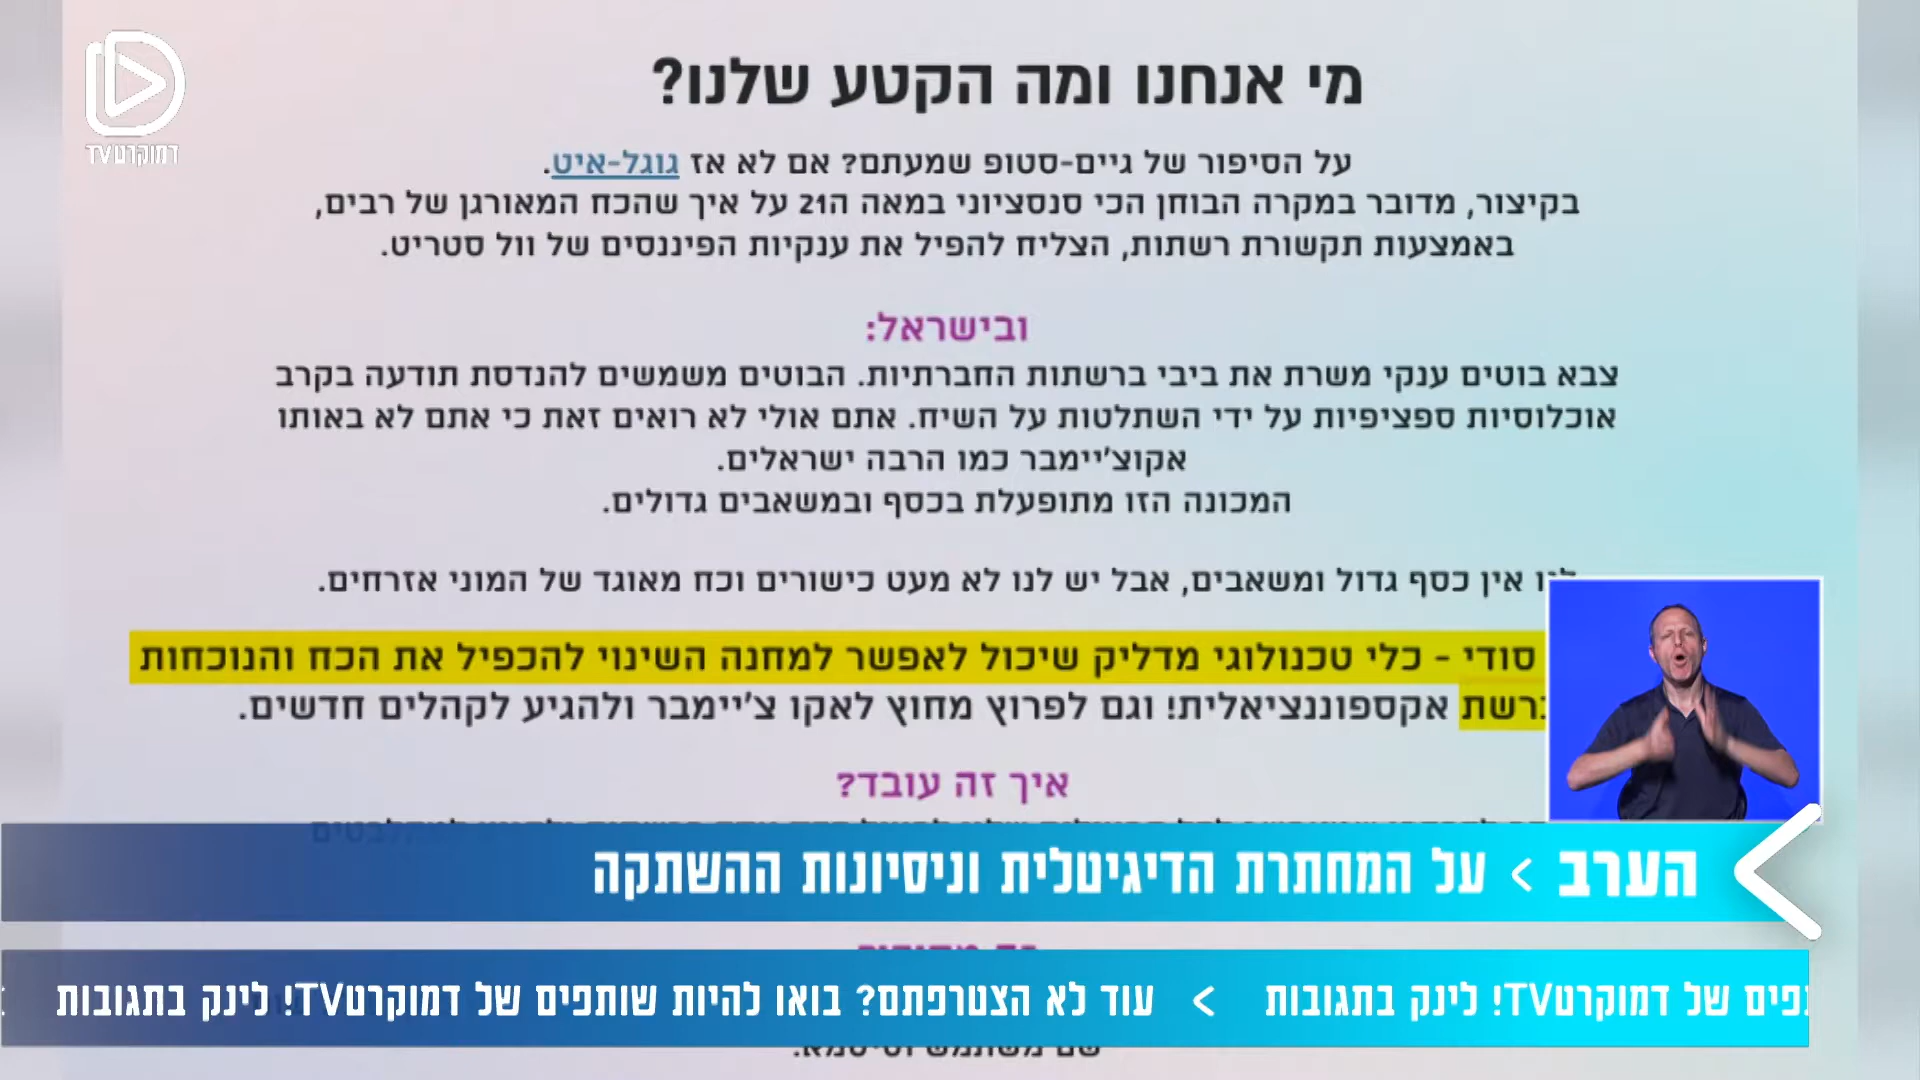 דמוקרטTV
מי אנחנו ומה הקטע שלנו?
על הסיפור של גיים-סטופ שמעתם? אם לא אז גוגל-איט.
בקיצור, מדובר במקרה הבוחן הכי סנסציוני במאה ה21 על איך שהכח המאורגן של רבים,
באמצעות תקשורת רשתות, הצליח להפיל את ענקיות הפיננסים של וול סטריט.
ובישראל:
צבא בוטים ענקי משרת את ביבי ברשתות החברתיות. הבוטים משמשים להנדסת תודעה בקרב
אוכלוסיות ספציפיות על ידי השתלטות על השיח. אתם אולי לא רואים זאת כי אתם לא באותו
אקוצ'יימבר כמו הרבה ישראלים.
המכונה הזו מתופעלת בכסף ובמשאבים גדולים.
לנו אין כסף גדול ומשאבים, אבל יש לנו לא מעט כישורים וכח מאוגד של המוני אזרחים.
סודי - כלי טכנולוגי מדליק שיכול לאפשר למחנה השינוי להכפיל את הכח והנוכחות
ברשת אקספוננציאלית! וגם לפרוץ מחוץ לאקו צ'יימבר ולהגיע לקהלים חדשים.
איך זה עובד?
הערב > על המחתרת הדיגיטלית וניסיונות ההשתקה
של דמוקרטTV! לינק בתגובות > עוד לא הצטרפתם? בואו להיות שותפים של דמוקרטTV! לינק בתגובות
שם משתמש וסיסמא.